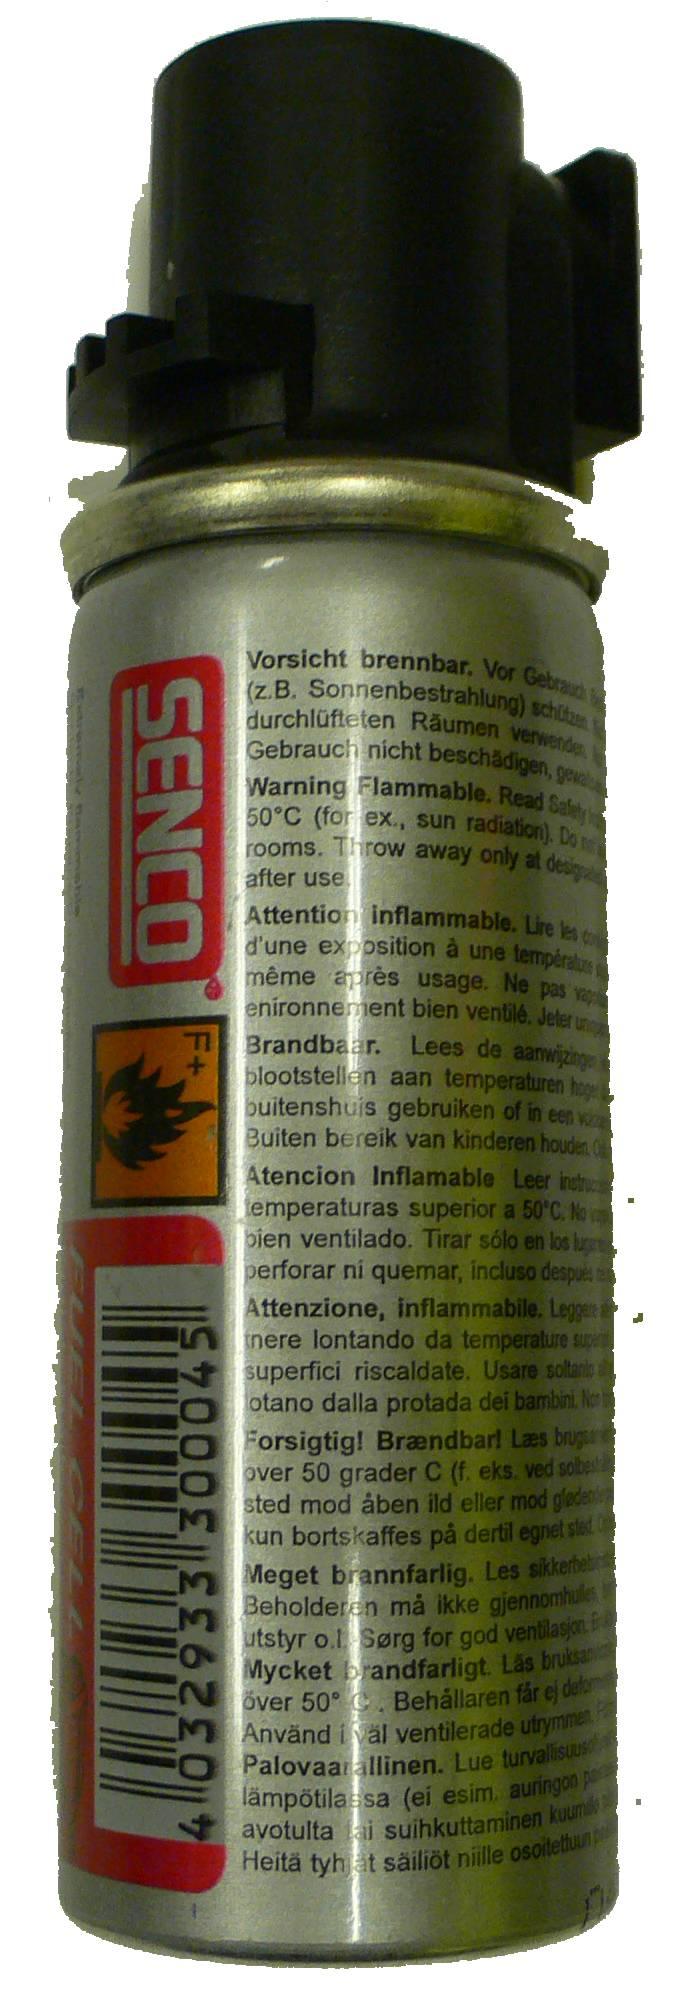 SENCO
F+
FUEL CELL
4 032933 300045
Vorsicht brennbar. Vor Gebrauch
(z.B. Sonnenbestrahlung) schützen
durchlüfteten Räumen verwenden.
Gebrauch nicht beschädigen,
Warning Flammable. Read Safety
50°C (for ex., sun radiation). Do not
rooms. Throw away only at
after use.
Attention inflammable. Lire les
d'une exposition à une température
même après usage. Ne pas
enironnement bien ventilé. Jeter
Brandbaar. Lees de aanwijzingen
blootstellen aan temperaturen
buitenshuis gebruiken of in een
Buiten bereik van kinderen houden.
Atencion Inflamable Leer
temperaturas superior a 50°C. No
bien ventilado. Tirar sólo en los
perforar ni quemar, incluso después
Attenzione, inflammabile. Leggere
tnere lontando da temperature
superfici riscaldate. Usare soltanto
lotano dalla protada dei bambini. Non
Forsigtig! Brændbar! Læs
over 50 grader C (f. eks. ved
sted mod åben ild eller mod
kun bortskaffes på dertil egnet sted.
Meget brannfarlig. Les
Beholderen må ikke gjennomhulles,
utstyr o.l. Sørg for god ventilasjon.
Mycket brandfarligt. Läs
över 50° C . Behållaren får ej
Använd i väl ventilerade utrymmen.
Palovaarallinen. Lue
lämpötilassa (ei esim. auringon
avotulta tai suihkuttaminen kuumille
Heitä tyhjät säiliöt niille osoitettuun